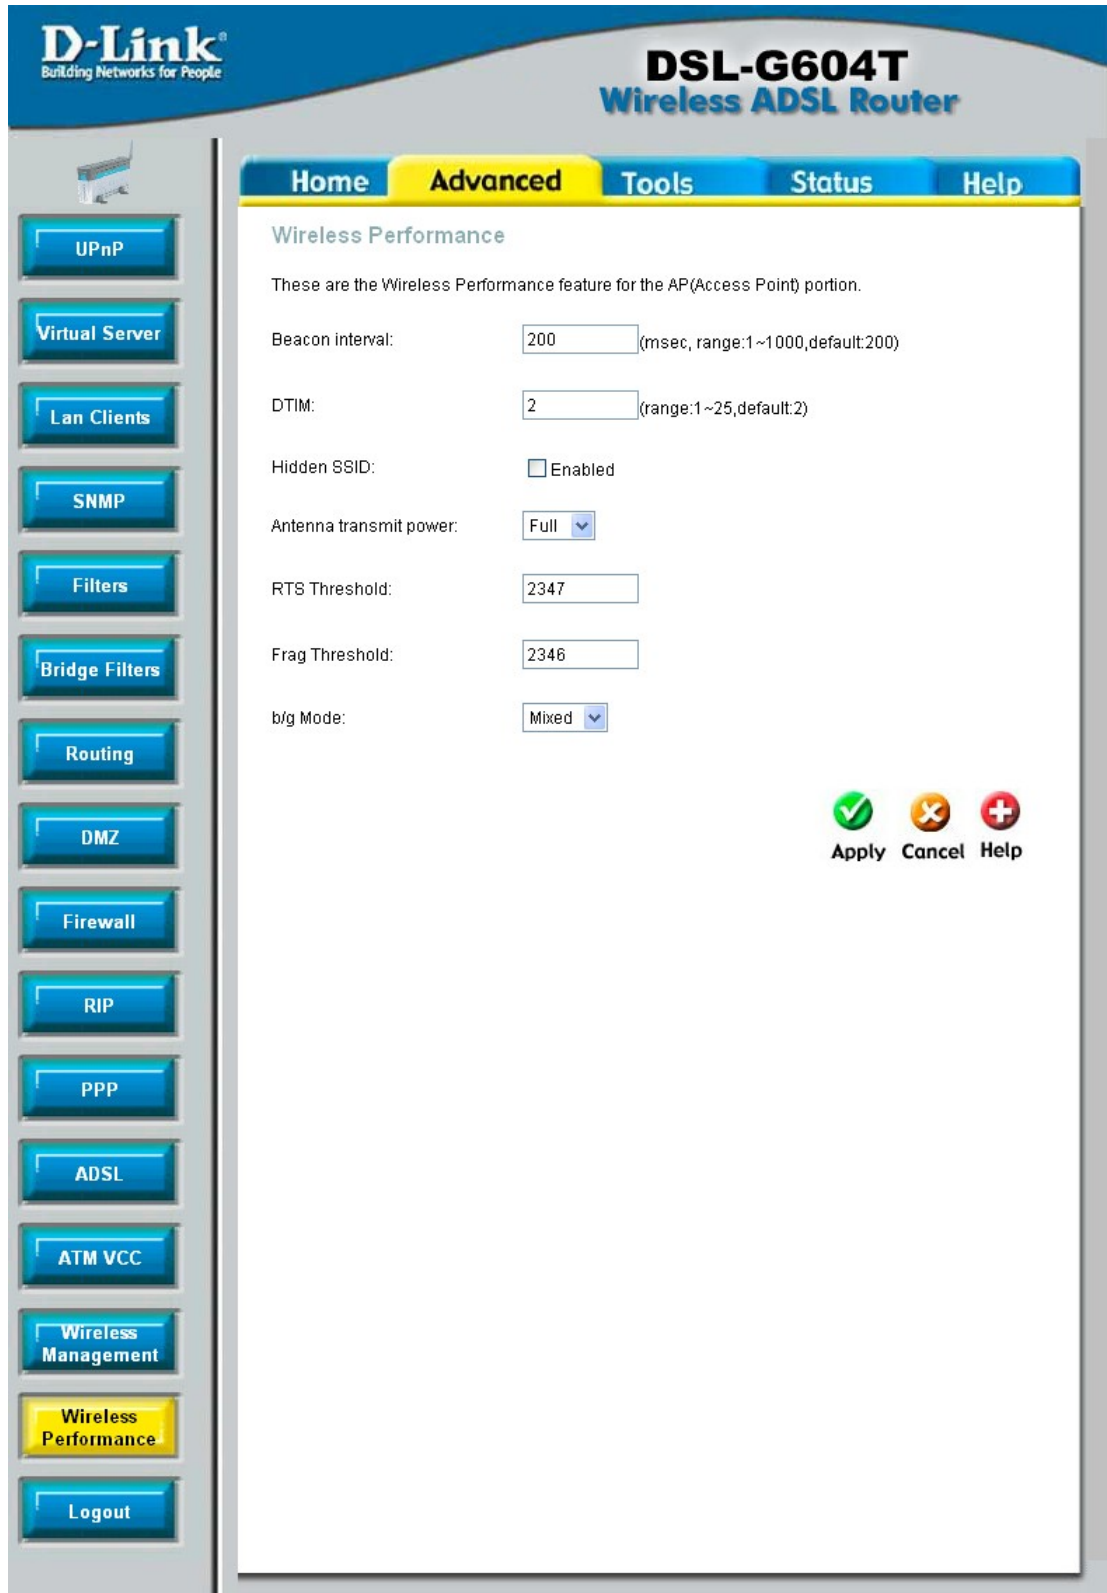 D-Link®
Building Networks for People
DSL-G604T
Wireless ADSL Router
Home
Advanced
Tools
Status
Help
UPnP
Virtual Server
Lan Clients
SNMP
Filters
Bridge Filters
Routing
DMZ
Firewall
RIP
PPP
ADSL
ATM VCC
Wireless
Management
Wireless
Performance
Logout
Wireless Performance
These are the Wireless Performance feature for the AP(Access Point) portion.
Beacon interval: 200 (msec, range:1~1000,default:200)
DTIM: 2 (range:1~25,default:2)
Hidden SSID: Enabled
Antenna transmit power: Full
RTS Threshold: 2347
Frag Threshold: 2346
b/g Mode: Mixed
Apply Cancel Help